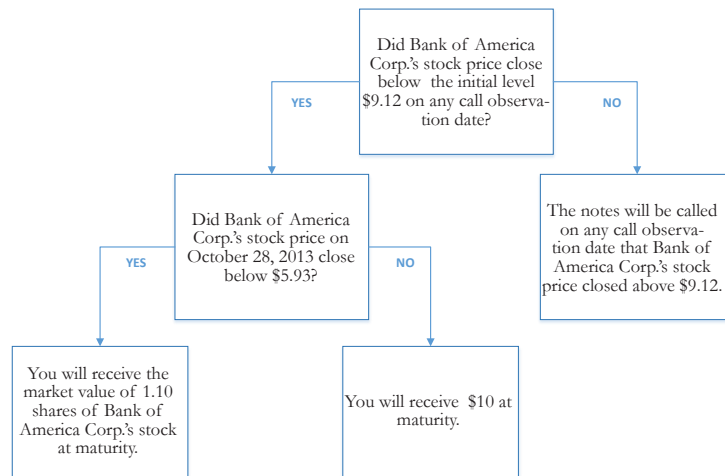 Did Bank of America
Corp.'s stock price close
below the initial level
$9.12 on any call observa-
tion date?
YES
NO
Did Bank of America
Corp.'s stock price on
October 28, 2013 close
below $5.93?
The notes will be called
on any call observa-
tion date that Bank of
America Corp.'s stock
price closed above $9.12.
YES
NO
You will receive the
market value of 1.10
shares of Bank of
America Corp.'s stock
at maturity.
You will receive $10 at
maturity.